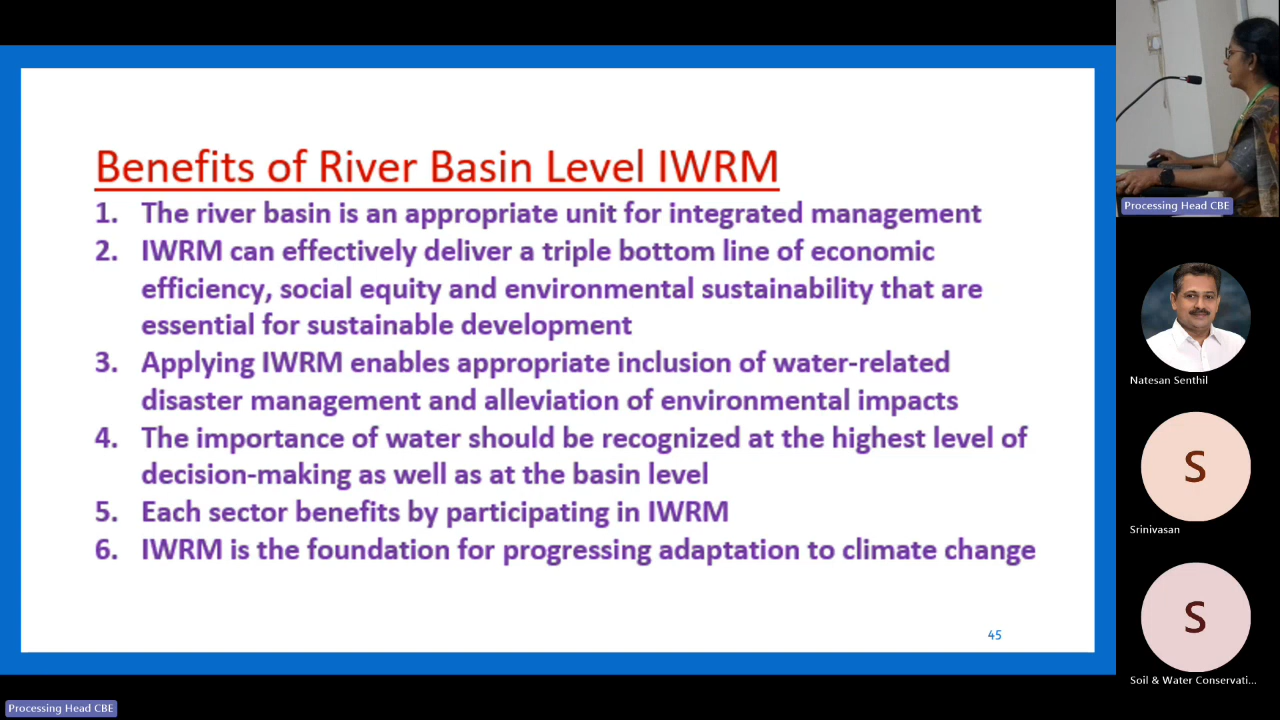 Benefits of River Basin Level IWRM
1. The river basin is an appropriate unit for integrated management
2. IWRM can effectively deliver a triple bottom line of economic
efficiency, social equity and environmental sustainability that are
essential for sustainable development
3. Applying IWRM enables appropriate inclusion of water-related
disaster management and alleviation of environmental impacts
4. The importance of water should be recognized at the highest level of
decision-making as well as at the basin level
5. Each sector benefits by participating in IWRM
6. IWRM is the foundation for progressing adaptation to climate change
45
Processing Head CBE
Natesan Senthil
S
Srinivasan
S
Soil & Water Conservati...
Processing Head CBE